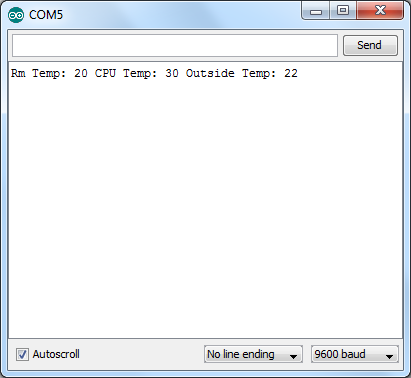 COM5
Send
Rm Temp: 20 CPU Temp: 30 Outside Temp: 22
Autoscroll
No line ending
9600 baud